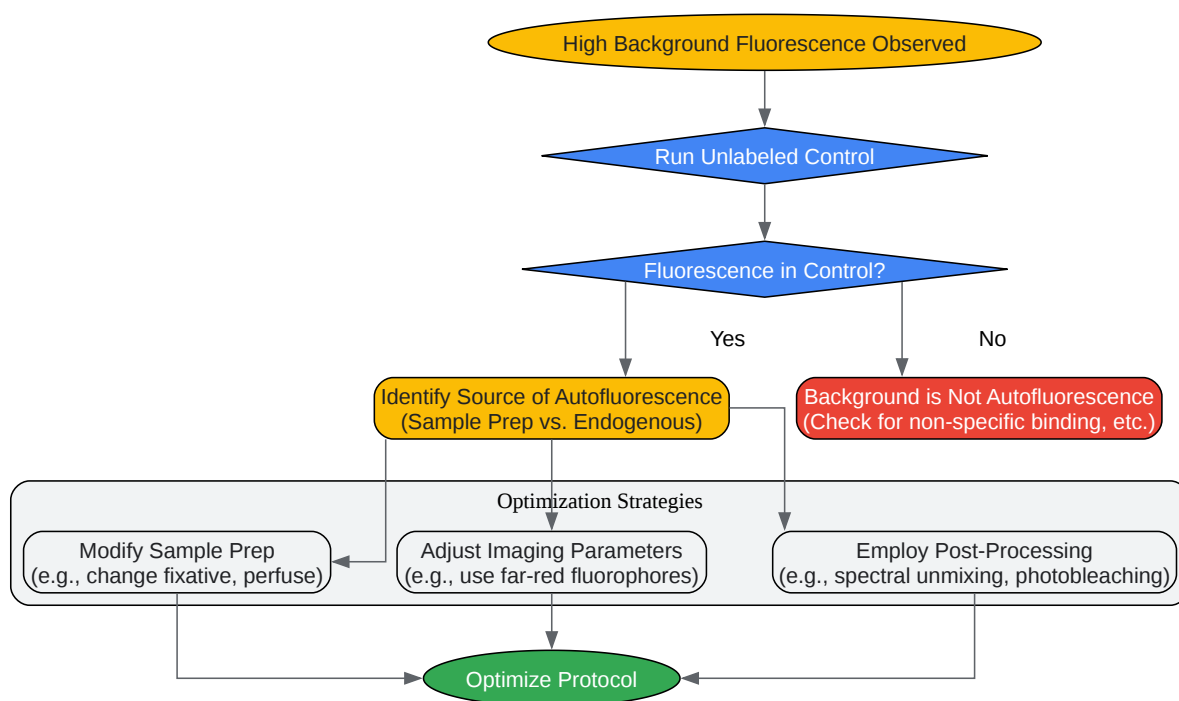 High Background Fluorescence Observed
Run Unlabeled Control
Fluorescence in Control?
Yes
No
Identify Source of Autofluorescence
(Sample Prep vs. Endogenous)
Background is Not Autofluorescence
(Check for non-specific binding, etc.)
Optimization Strategies
Modify Sample Prep
(e.g., change fixative, perfuse)
Adjust Imaging Parameters
(e.g., use far-red fluorophores)
Employ Post-Processing
(e.g., spectral unmixing, photobleaching)
Optimize Protocol